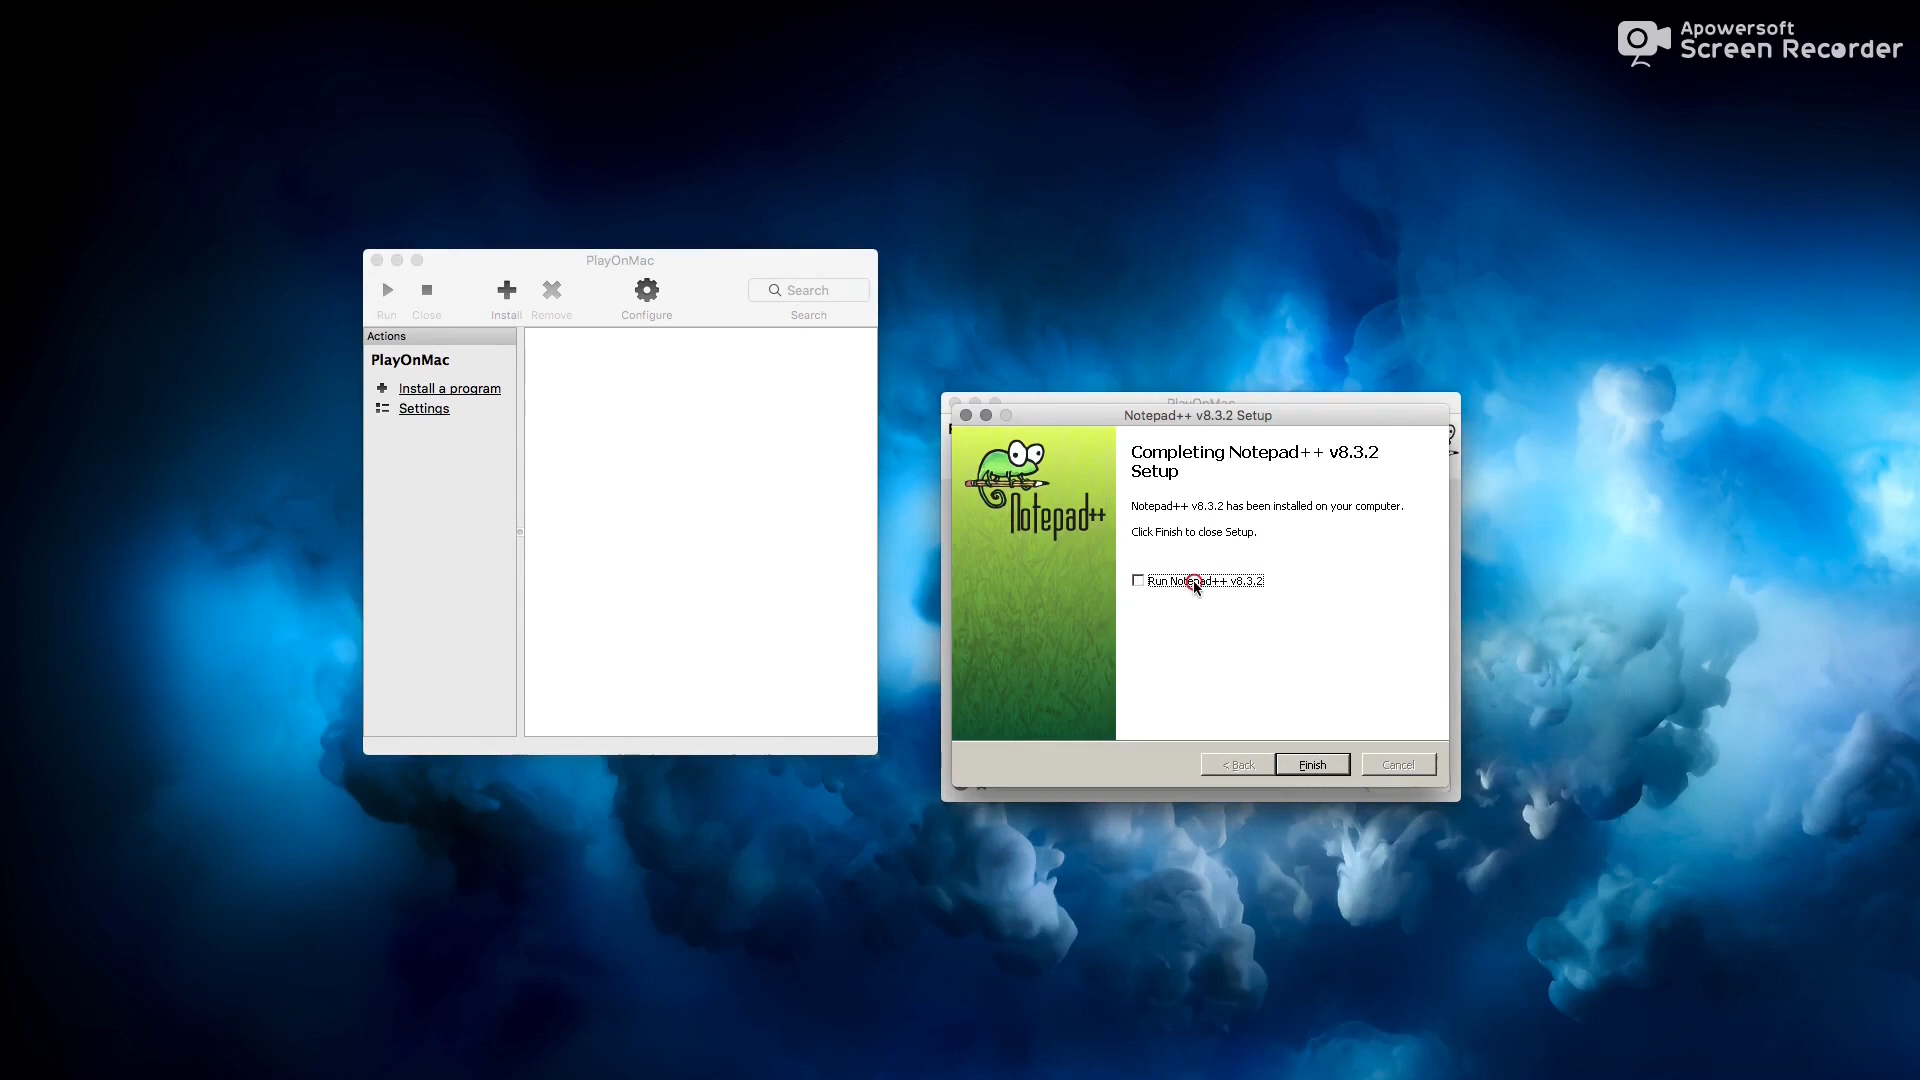 Apowersoft
Screen Recorder
PlayOnMac
Search
Run
Close
Install
Remove
Configure
Search
Actions
PlayOnMac
Install a program
Settings
PlayOnMac
Notepad++ v8.3.2 Setup
Notepad++
Completing Notepad++ v8.3.2
Setup
Notepad++ v8.3.2 has been installed on your computer.
Click Finish to close Setup.
Run Notepad++ v8.3.2
< Back
Finish
Cancel